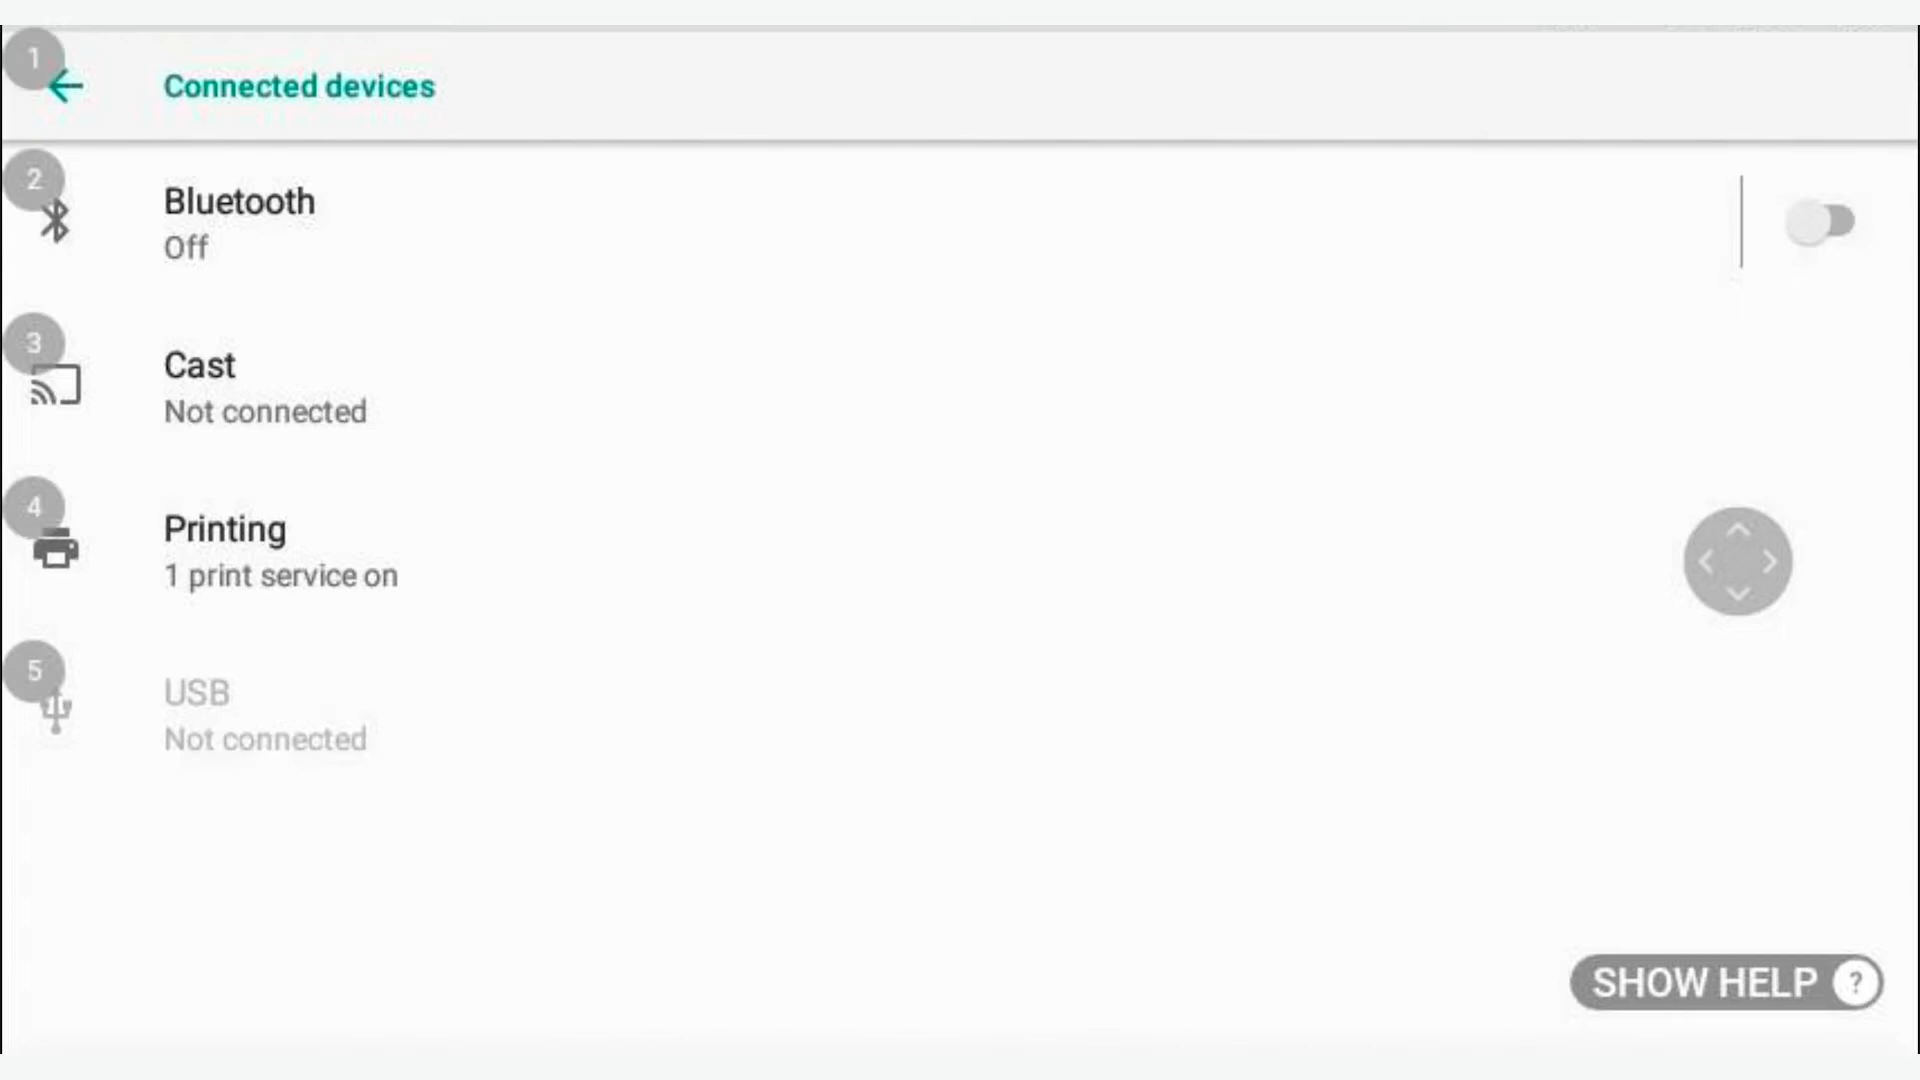 1
Connected devices
2
Bluetooth
Off
3
Cast
Not connected
4
Printing
1 print service on
5
USB
Not connected
SHOW HELP ?